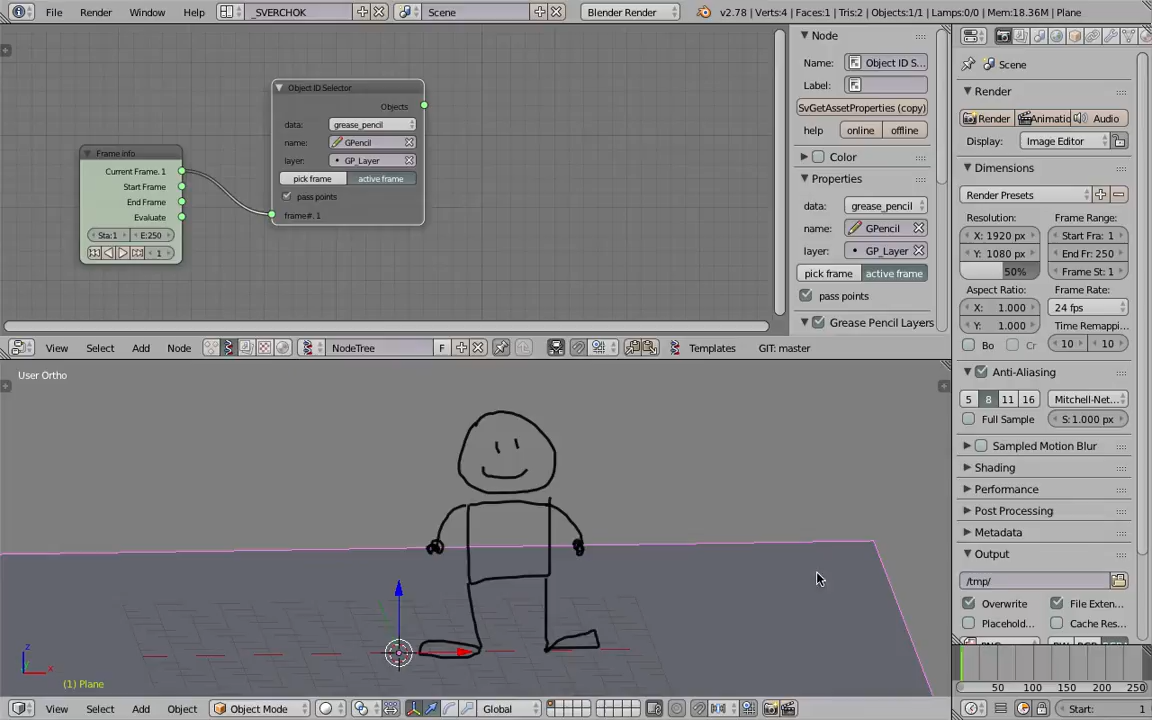 File Render Window Help _SVERCHOK Scene Blender Render v2.78 | Verts:4 | Faces:1 | Tris:2 | Objects:1/1 | Lamps:0/0 | Mem:18.36M | Plane
Object ID Selector
Objects
data: grease_pencil
name: GPencil
layer: GP_Layer
pick frame active frame
pass points
frame#. 1
Frame info
Current Frame. 1
Start Frame
End Frame
Evaluate
Sta:1 E:250
1
Node
Name: Object ID S...
Label:
SvGetAssetProperties (copy)
help online offline
Color
Properties
data: grease_pencil
name: GPencil
layer: GP_Layer
pick frame active frame
pass points
Grease Pencil Layers
View Select Add Node NodeTree F Templates GIT: master
User Ortho
z
x
(1) Plane
View Select Add Object Object Mode Global
Scene
Render
Render Animatic Audio
Display: Image Editor
Dimensions
Render Presets
Resolution: Frame Range:
X: 1920 px Start Fra: 1
Y: 1080 px End Fr: 250
50% Frame St: 1
Aspect Ratio: Frame Rate:
X: 1.000 24 fps
Y: 1.000 Time Remappi...
Bo Cr 10 10
Anti-Aliasing
5 8 11 16 Mitchell-Net...
Full Sample S:1.000 px
Sampled Motion Blur
Shading
Performance
Post Processing
Metadata
Output
/tmp/
Overwrite File Exten...
Placehold... Cache Res...
50 100 150 200 250
Start: 1